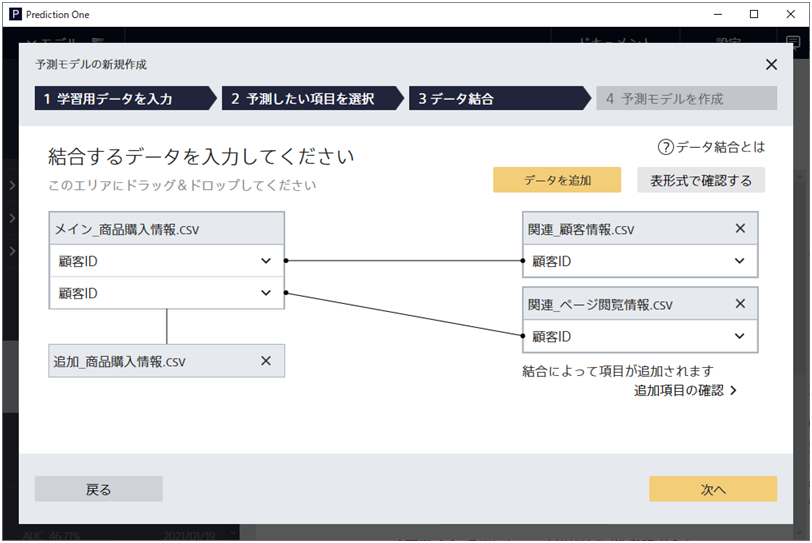 Prediction One
予測モデルの新規作成
1 学習用データを入力
2 予測したい項目を選択
3 データ結合
4 予測モデルを作成
結合するデータを入力してください
?データ結合とは
このエリアにドラッグ&ドロップしてください
データを追加
表形式で確認する
メイン_商品購入情報.csv
顧客ID
顧客ID
追加_商品購入情報.csv
関連_顧客情報.csv
顧客ID
関連_ページ閲覧情報.csv
顧客ID
結合によって項目が追加されます
追加項目の確認
戻る
次へ